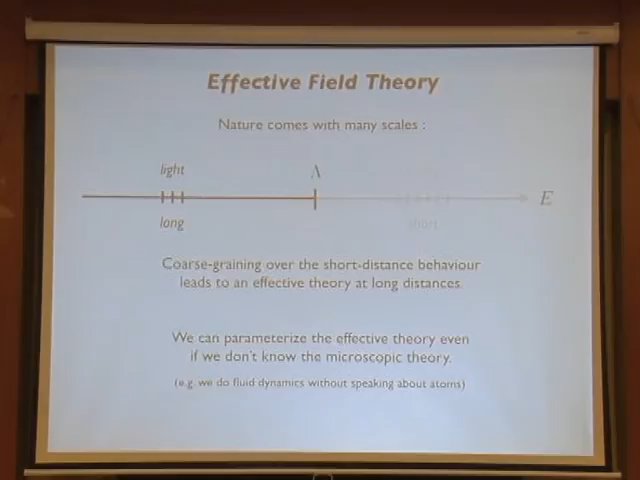 Effective Field Theory
Nature comes with many scales :
light
Λ
E
long
short
Coarse-graining over the short-distance behaviour
leads to an effective theory at long distances.
We can parameterize the effective theory even
if we don't know the microscopic theory.
(e.g. we do fluid dynamics without speaking about atoms)